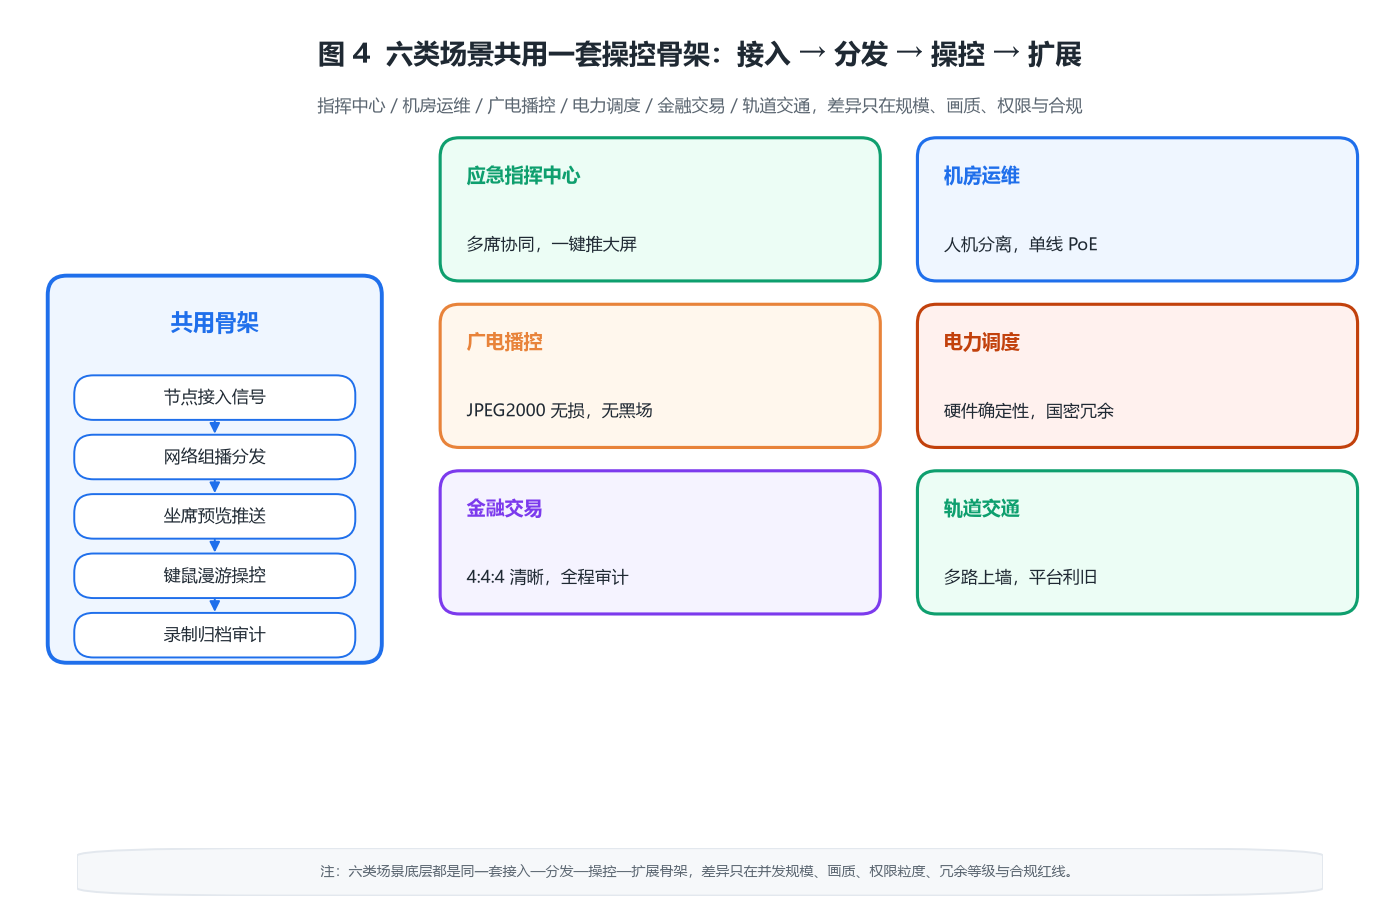 图 4 六类场景共用一套操控骨架：接入 → 分发 → 操控 → 扩展
指挥中心 / 机房运维 / 广电播控 / 电力调度 / 金融交易 / 轨道交通，差异只在规模、画质、权限与合规
共用骨架
节点接入信号
网络组播分发
坐席预览推送
键鼠漫游操控
录制归档审计
应急指挥中心
多席协同，一键推大屏
机房运维
人机分离，单线 PoE
广电播控
JPEG2000 无损，无黑场
电力调度
硬件确定性，国密冗余
金融交易
4:4:4 清晰，全程审计
轨道交通
多路上墙，平台利旧
注：六类场景底层都是同一套接入—分发—操控—扩展骨架，差异只在并发规模、画质、权限粒度、冗余等级与合规红线。